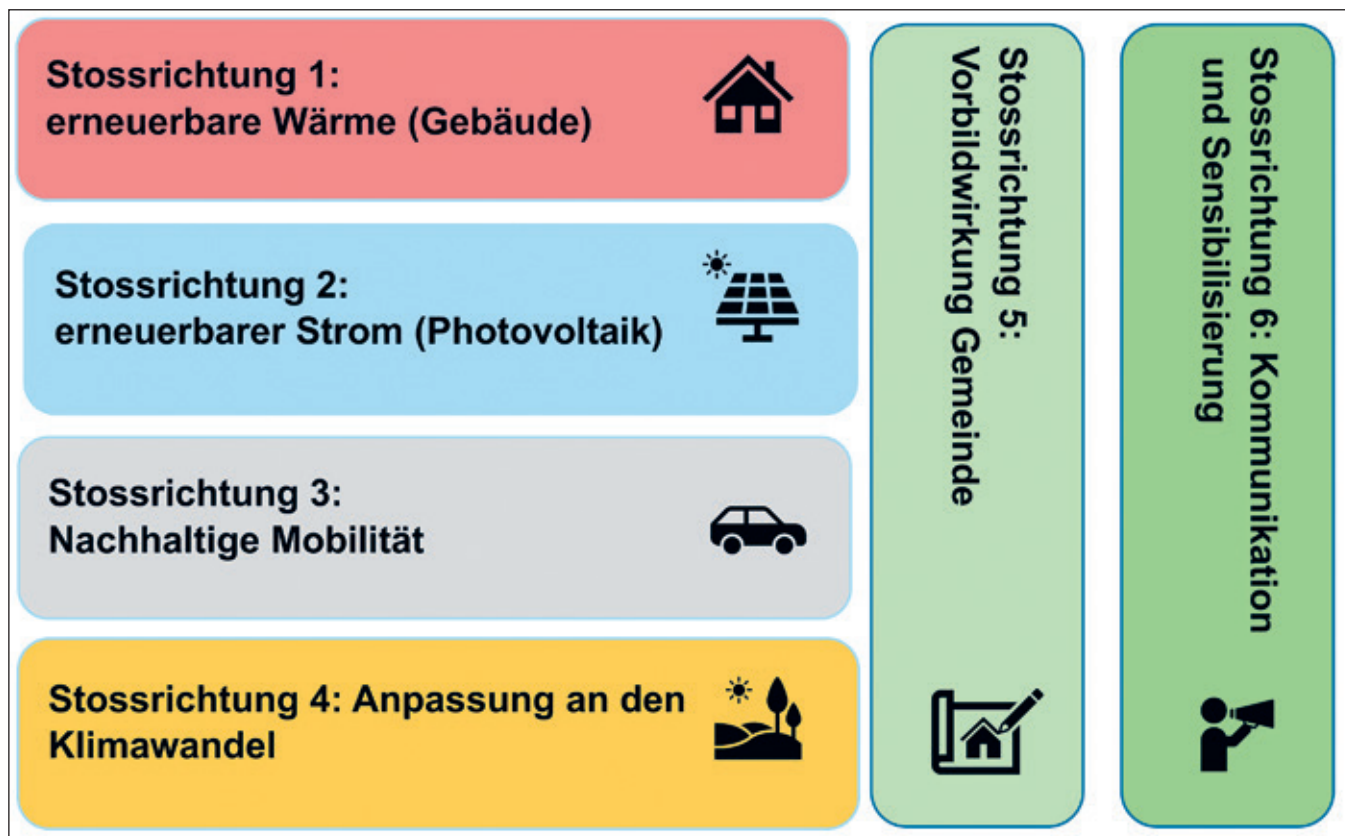 Stossrichtung 1:
erneuerbare Wärme (Gebäude)
Stossrichtung 2:
erneuerbarer Strom (Photovoltaik)
Stossrichtung 3:
Nachhaltige Mobilität
Stossrichtung 4: Anpassung an den
Klimawandel
Stossrichtung 5:
Vorbildwirkung Gemeinde
Stossrichtung 6: Kommunikation
und Sensibilisierung